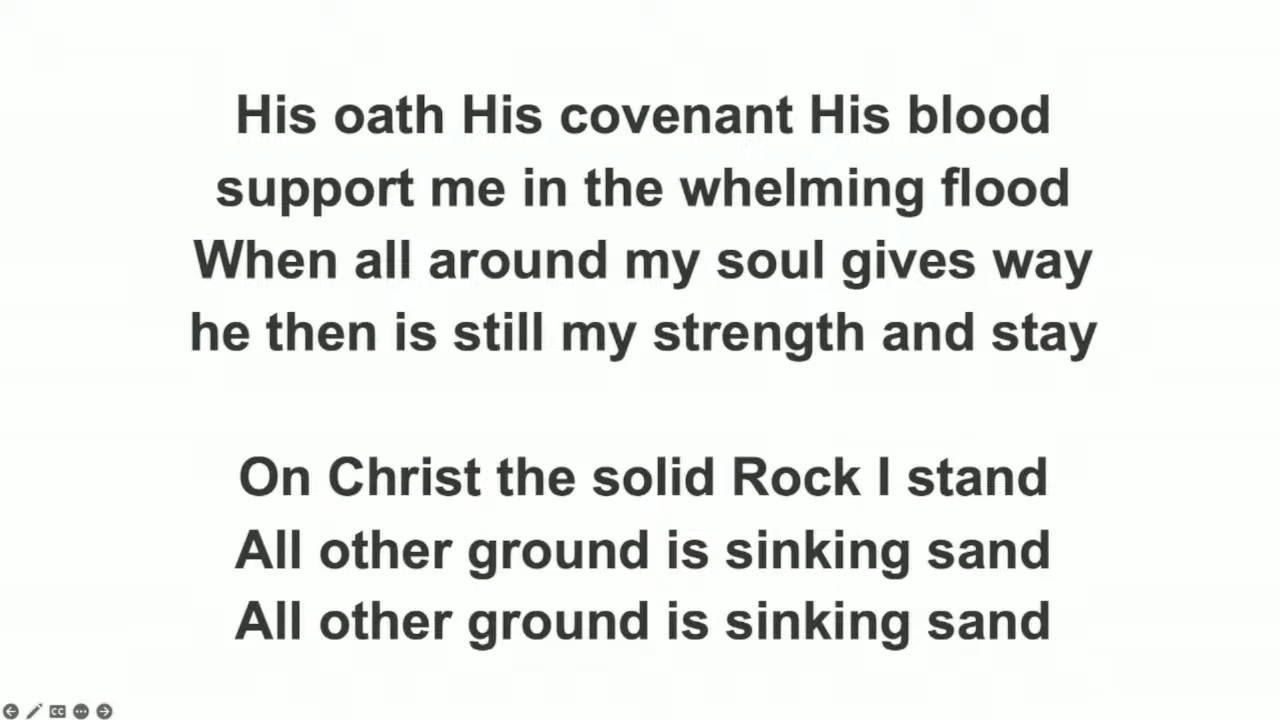 His oath His covenant His blood
support me in the whelming flood
When all around my soul gives way
he then is still my strength and stay
On Christ the solid Rock I stand
All other ground is sinking sand
All other ground is sinking sand
CC